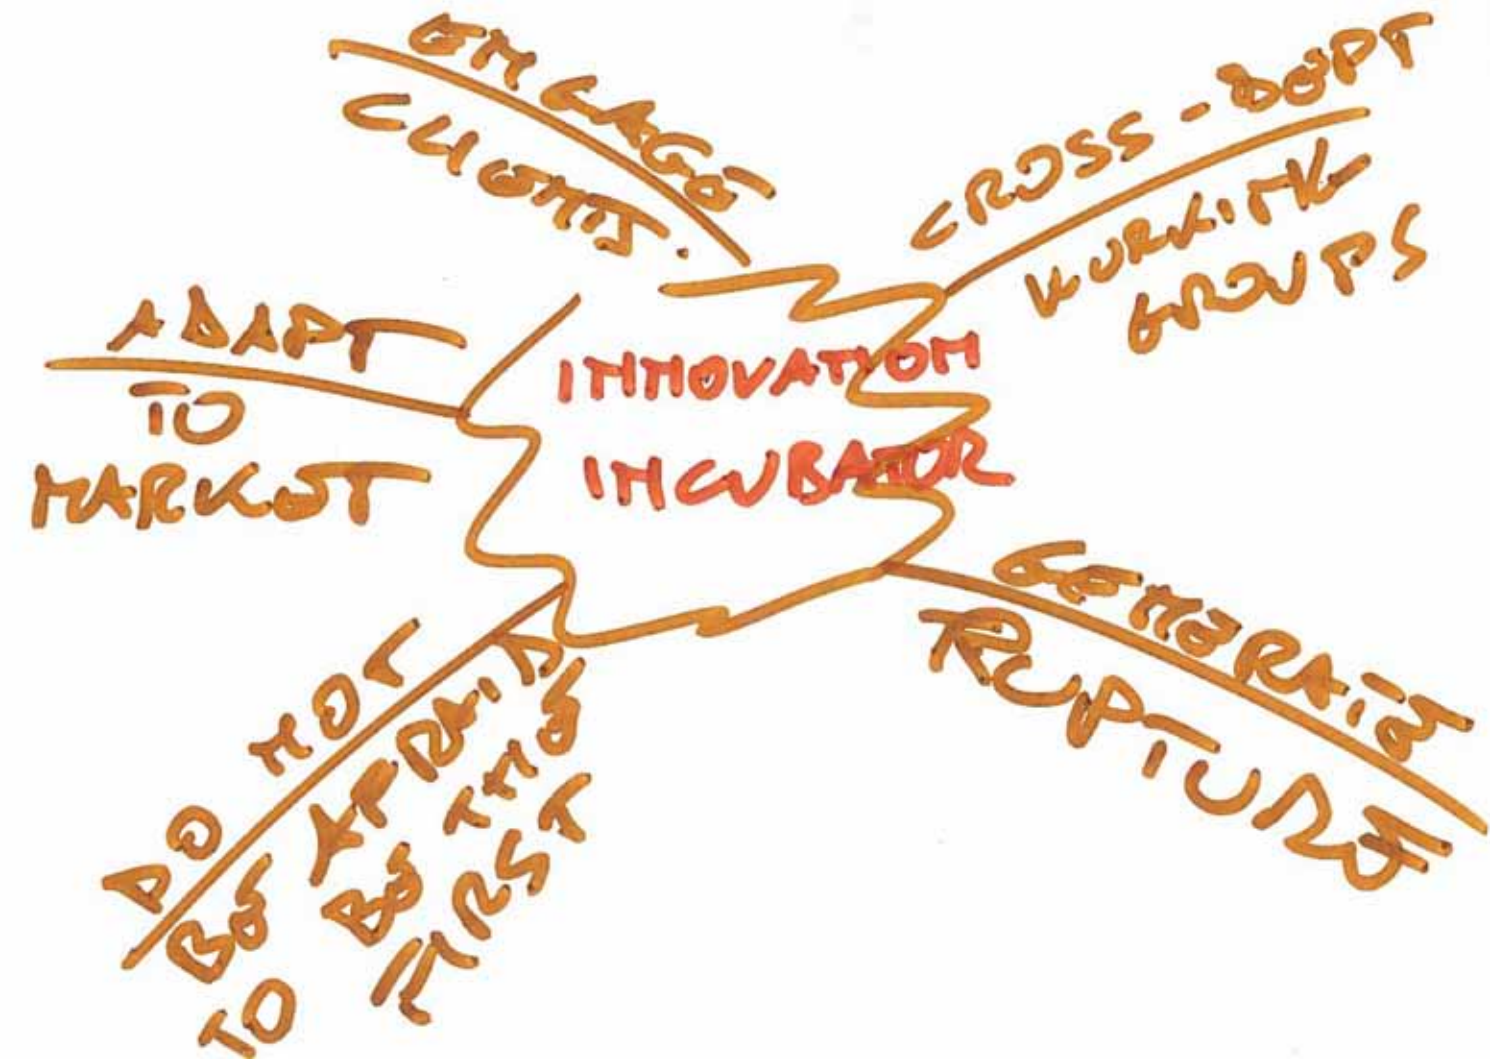 ENGAGE
CLIENTS.
CROSS-DEPT
WORKING
GROUPS
ADAPT
TO
MARKET
INNOVATION
INCUBATOR
GENERATE
RUPTURE
DO NOT
BE AFRAID
TO BE THE
FIRST